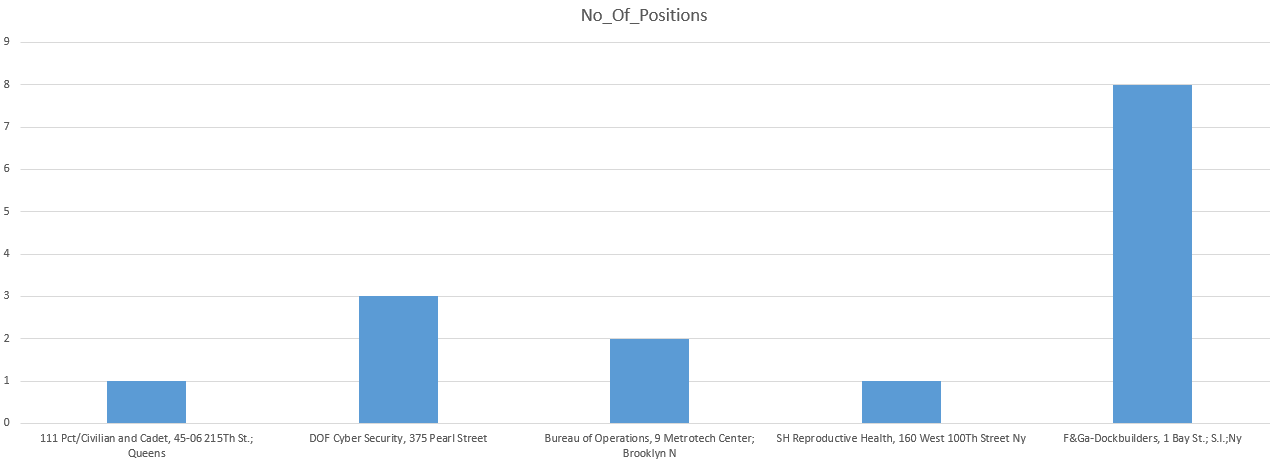 No_Of_Positions
9
8
7
6
5
4
3
2
1
0
111 Pct/Civilian and Cadet, 45-06 215Th St.;
Queens
DOF Cyber Security, 375 Pearl Street
Bureau of Operations, 9 Metrotech Center;
Brooklyn N
SH Reproductive Health, 160 West 100Th Street Ny
F&Ga-Dockbuilders, 1 Bay St.; S.I.;Ny